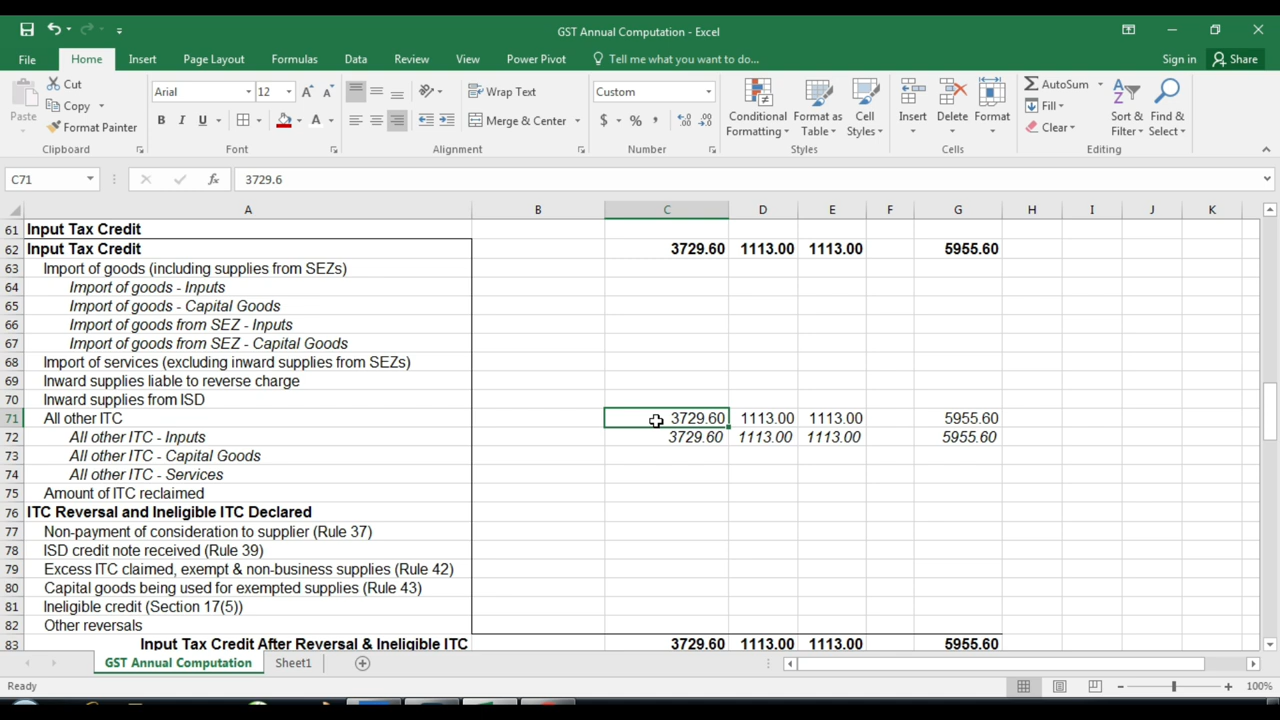 GST Annual Computation - Excel
File Home Insert Page Layout Formulas Data Review View Power Pivot Tell me what you want to do... Sign in Share
Paste Cut Copy Format Painter
Clipboard
Arial 12
B I U A
Font
Wrap Text
Merge & Center
Alignment
Custom
$ % ,
Number
Conditional Formatting
Format as Table
Cell Styles
Styles
Insert Delete Format
Cells
AutoSum
Fill
Clear
Sort & Filter
Find & Select
Editing
C71 fx 3729.6
A B C D E F G H I J K
61 Input Tax Credit
62 Input Tax Credit 3729.60 1113.00 1113.00 5955.60
63 Import of goods (including supplies from SEZs)
64 Import of goods - Inputs
65 Import of goods - Capital Goods
66 Import of goods from SEZ - Inputs
67 Import of goods from SEZ - Capital Goods
68 Import of services (excluding inward supplies from SEZs)
69 Inward supplies liable to reverse charge
70 Inward supplies from ISD
71 All other ITC 3729.60 1113.00 1113.00 5955.60
72 All other ITC - Inputs 3729.60 1113.00 1113.00 5955.60
73 All other ITC - Capital Goods
74 All other ITC - Services
75 Amount of ITC reclaimed
76 ITC Reversal and Ineligible ITC Declared
77 Non-payment of consideration to supplier (Rule 37)
78 ISD credit note received (Rule 39)
79 Excess ITC claimed, exempt & non-business supplies (Rule 42)
80 Capital goods being used for exempted supplies (Rule 43)
81 Ineligible credit (Section 17(5))
82 Other reversals
83 Input Tax Credit After Reversal & Ineligible ITC 3729.60 1113.00 1113.00 5955.60
GST Annual Computation Sheet1
Ready 100%